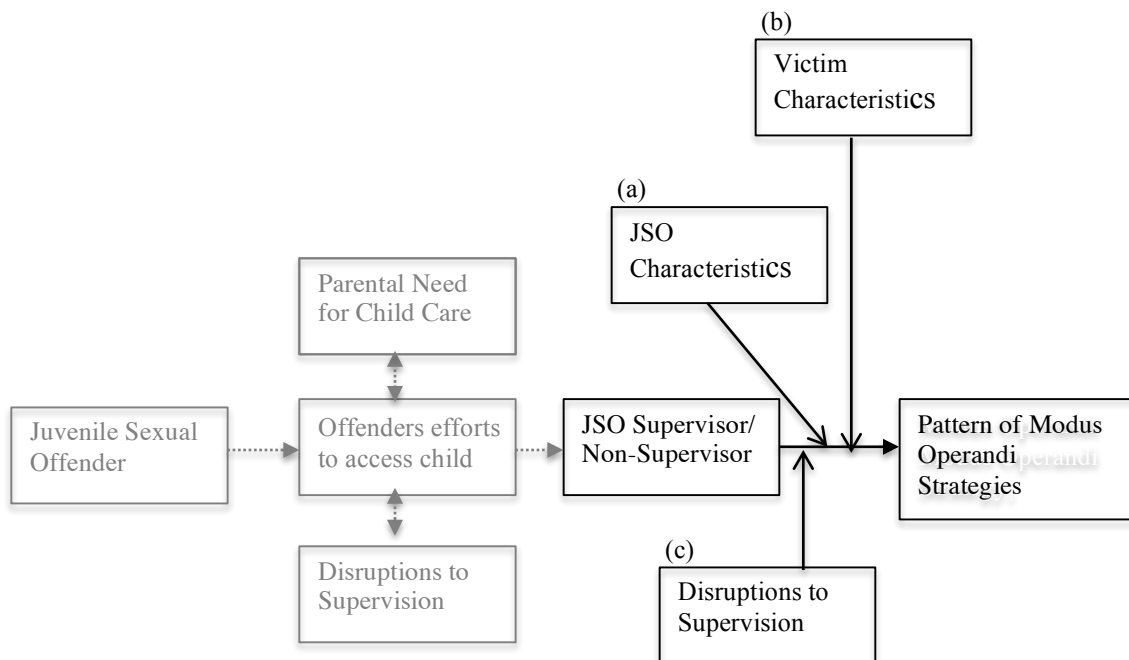 (b)
Victim
Characteristics
(a)
JSO
Characteristics
Parental Need
for Child Care
Juvenile Sexual
Offender
Offenders efforts
to access child
JSO Supervisor/
Non-Supervisor
Pattern of Modus
Operandi
Strategies
(c)
Disruptions to
Supervision
Disruptions to
Supervision